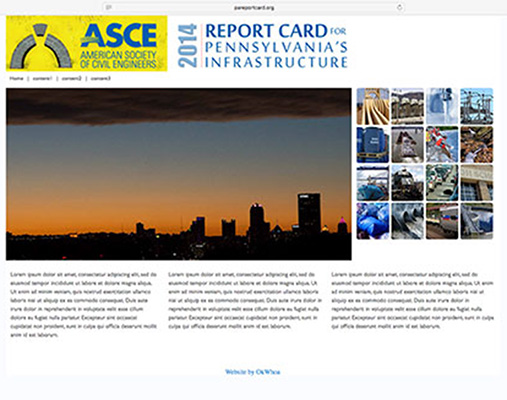 pareportcard.org
ASCE
AMERICAN SOCIETY
OF CIVIL ENGINEERS
2014
REPORT CARD FOR
PENNSYLVANIA'S
INFRASTRUCTURE
Home | content1 | content2 | content3
Lorem ipsum dolor sit amet, consectetur adipiscing elit, sed do
eiusmod tempor incididunt ut labore et dolore magna aliqua.
Ut enim ad minim veniam, quis nostrud exercitation ullamco
laboris nisi ut aliquip ex ea commodo consequat. Duis aute
irure dolor in reprehenderit in voluptate velit esse cillum
dolore eu fugiat nulla pariatur. Excepteur sint occaecat
cupidatat non proident, sunt in culpa qui officia deserunt mollit
anim id est laborum.
Lorem ipsum dolor sit amet, consectetur adipiscing elit, sed do
eiusmod tempor incididunt ut labore et dolore magna aliqua. Ut
enim ad minim veniam, quis nostrud exercitation ullamco laboris
nisi ut aliquip ex ea commodo consequat. Duis aute irure dolor
in reprehenderit in voluptate velit esse cillum dolore eu fugiat
nulla pariatur. Excepteur sint occaecat cupidatat non proident,
sunt in culpa qui officia deserunt mollit anim id est laborum.
Lorem ipsum dolor sit amet, consectetur adipiscing elit, sed do
eiusmod tempor incididunt ut labore et dolore magna aliqua. Ut enim
ad minim veniam, quis nostrud exercitation ullamco laboris nisi ut
aliquip ex ea commodo consequat. Duis aute irure dolor in
reprehenderit in voluptate velit esse cillum dolore eu fugiat nulla
pariatur. Excepteur sint occaecat cupidatat non proident, sunt in culpa
qui officia deserunt mollit anim id est laborum.
Website by OkWhoa